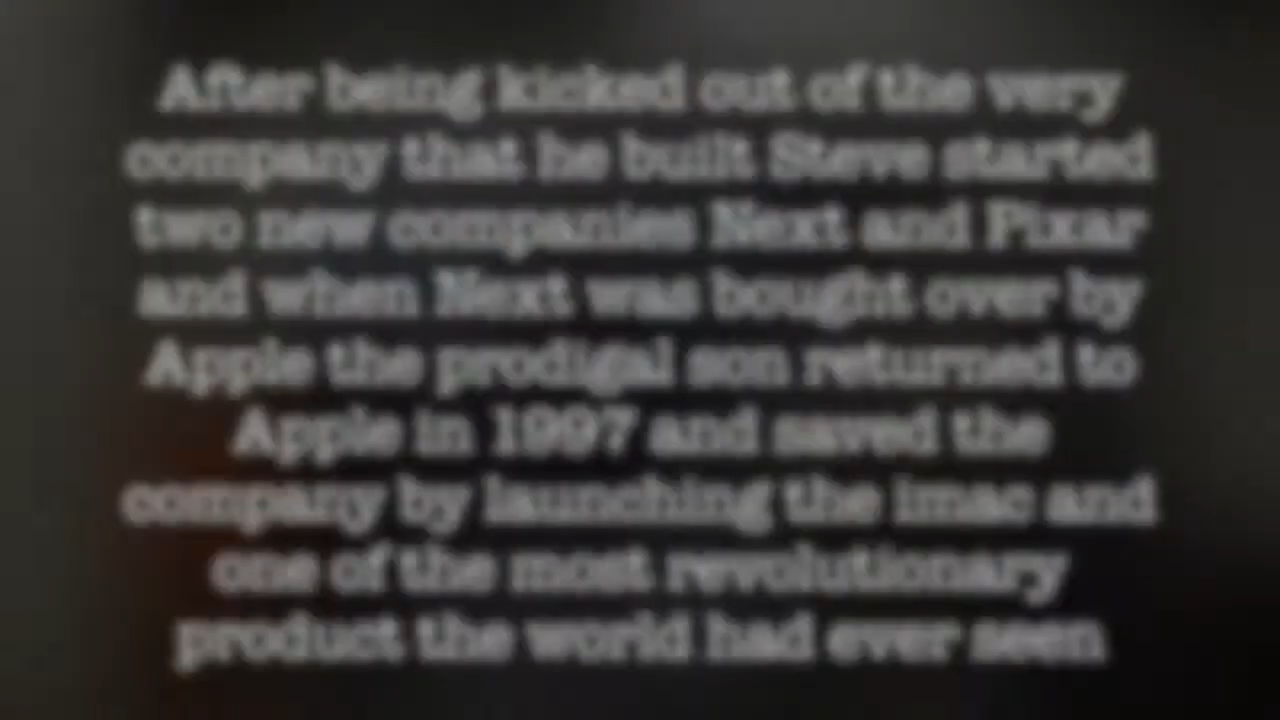 After being kicked out of the very
company that he built Steve started
two new companies Next and Pixar
and when Next was bought over by
Apple the prodigal son returned to
Apple in 1997 and saved the
company by launching the imac and
one of the most revolutionary
product the world had ever seen